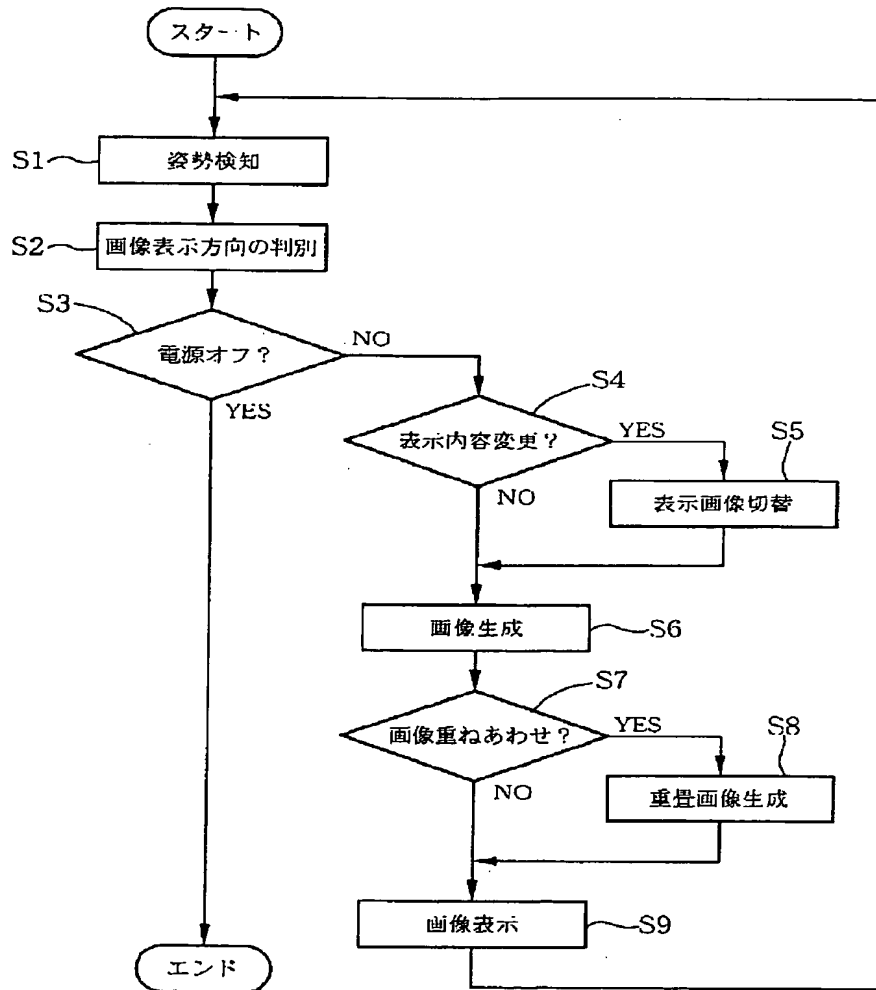 スタート
S1
姿勢検知
S2
画像表示方向の判別
S3
電源オフ?
NO
YES
S4
表示内容変更?
YES
NO
S5
表示画像切替
画像生成
S6
S7
画像重ねあわせ?
YES
NO
S8
重畳画像生成
画像表示
S9
エンド